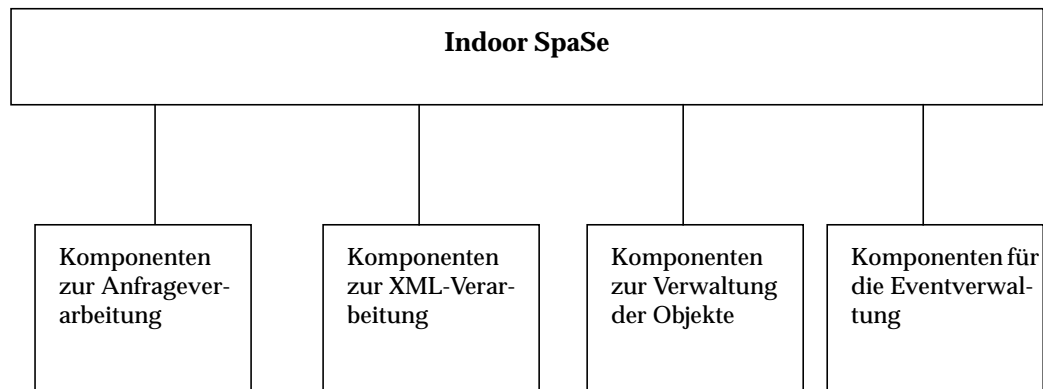 Indoor SpaSe
Komponenten
zur Anfragever-
arbeitung
Komponenten
zur XML-Verar-
beitung
Komponenten
zur Verwaltung
der Objekte
Komponenten für
die Eventverwal-
tung